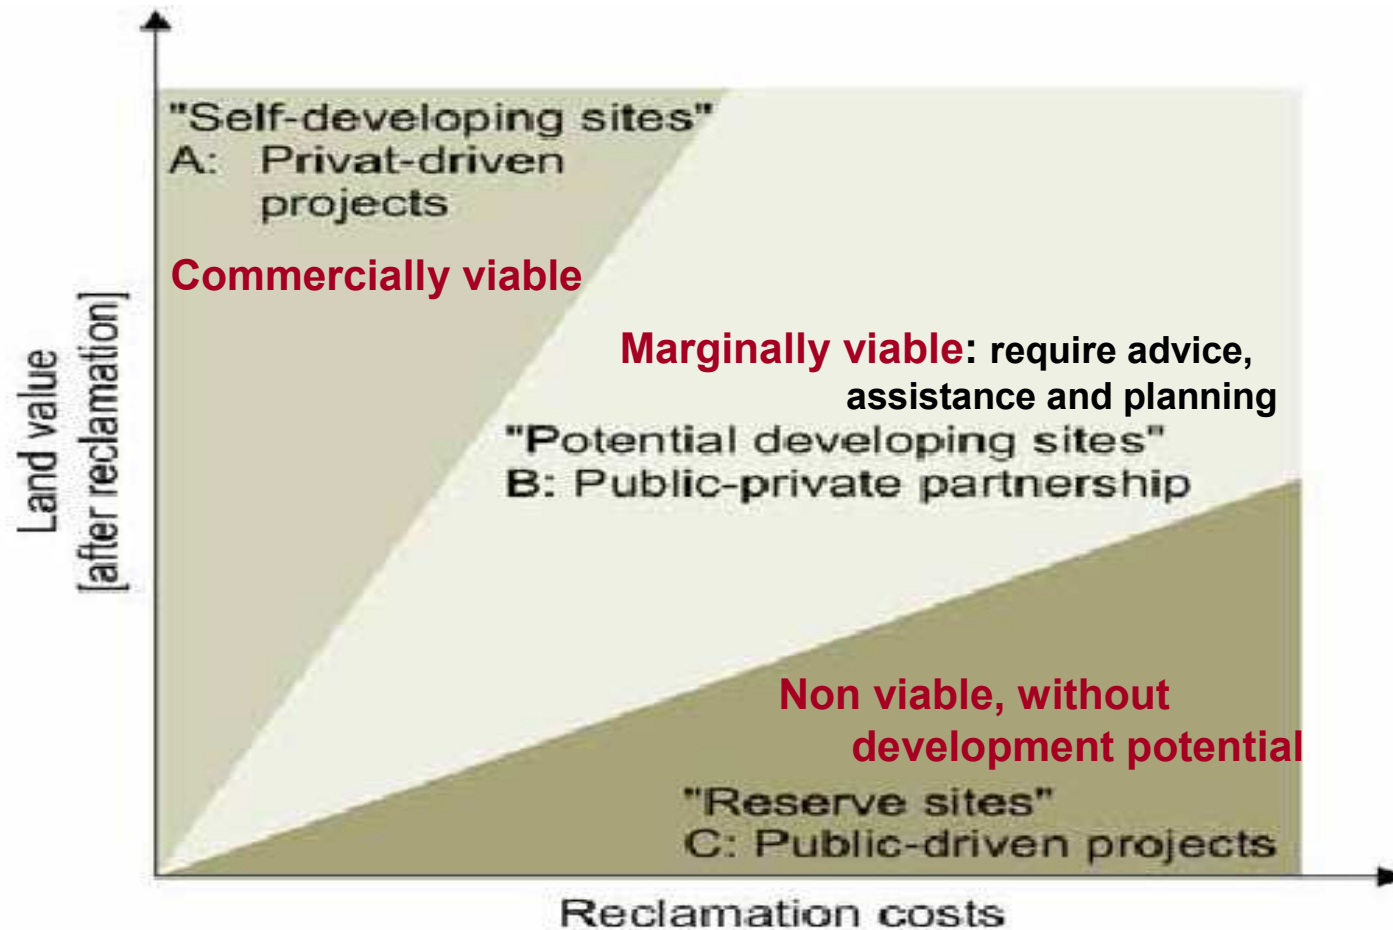 "Self-developing sites"
A: Privat-driven
projects
Commercially viable
Marginally viable: require advice,
assistance and planning
"Potential developing sites"
B: Public-private partnership
Non viable, without
development potential
"Reserve sites"
C: Public-driven projects
Land value
[after reclamation]
Reclamation costs